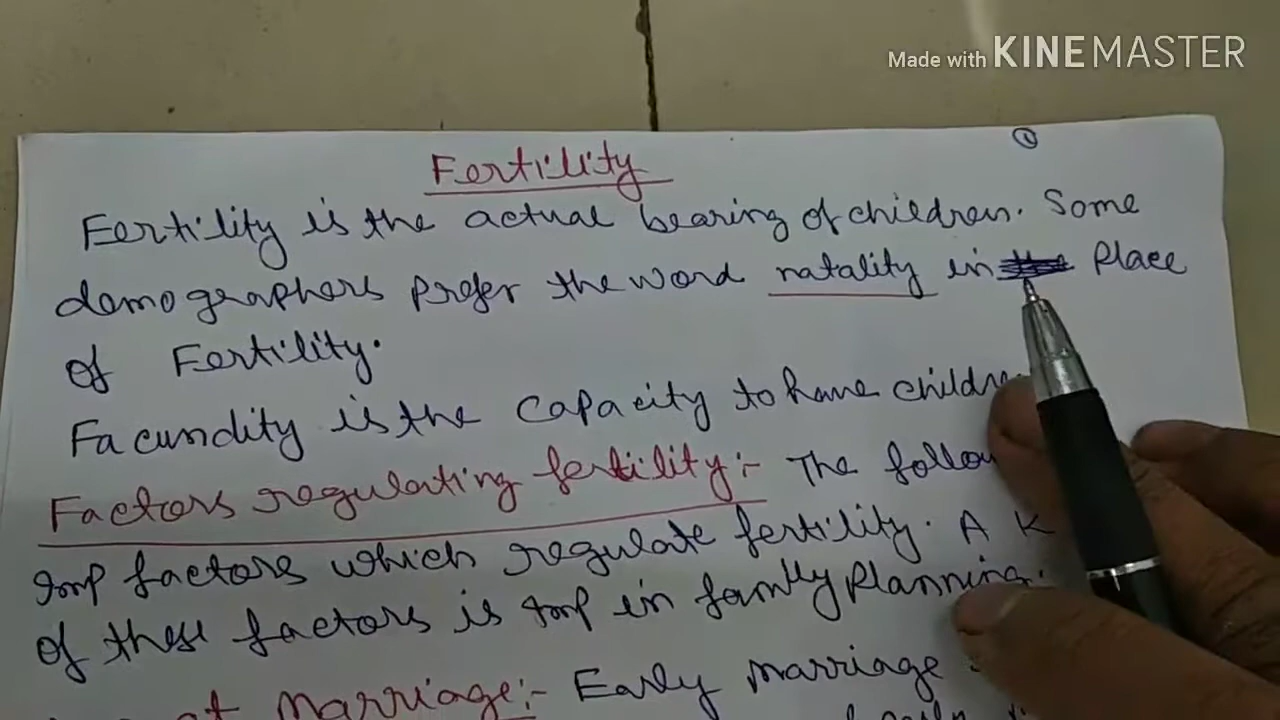 Made with KINEMASTER
①
Fertility
Fertility is the actual bearing of children. Some
demographers prefer the word natality in Place
of Fertility.
Facundity is the capacity to have
Factors regulating fertility:- The
Imp factors which regulate fertility. A
of these factors is Imp in family planning.
at Marriage:- Early marriage